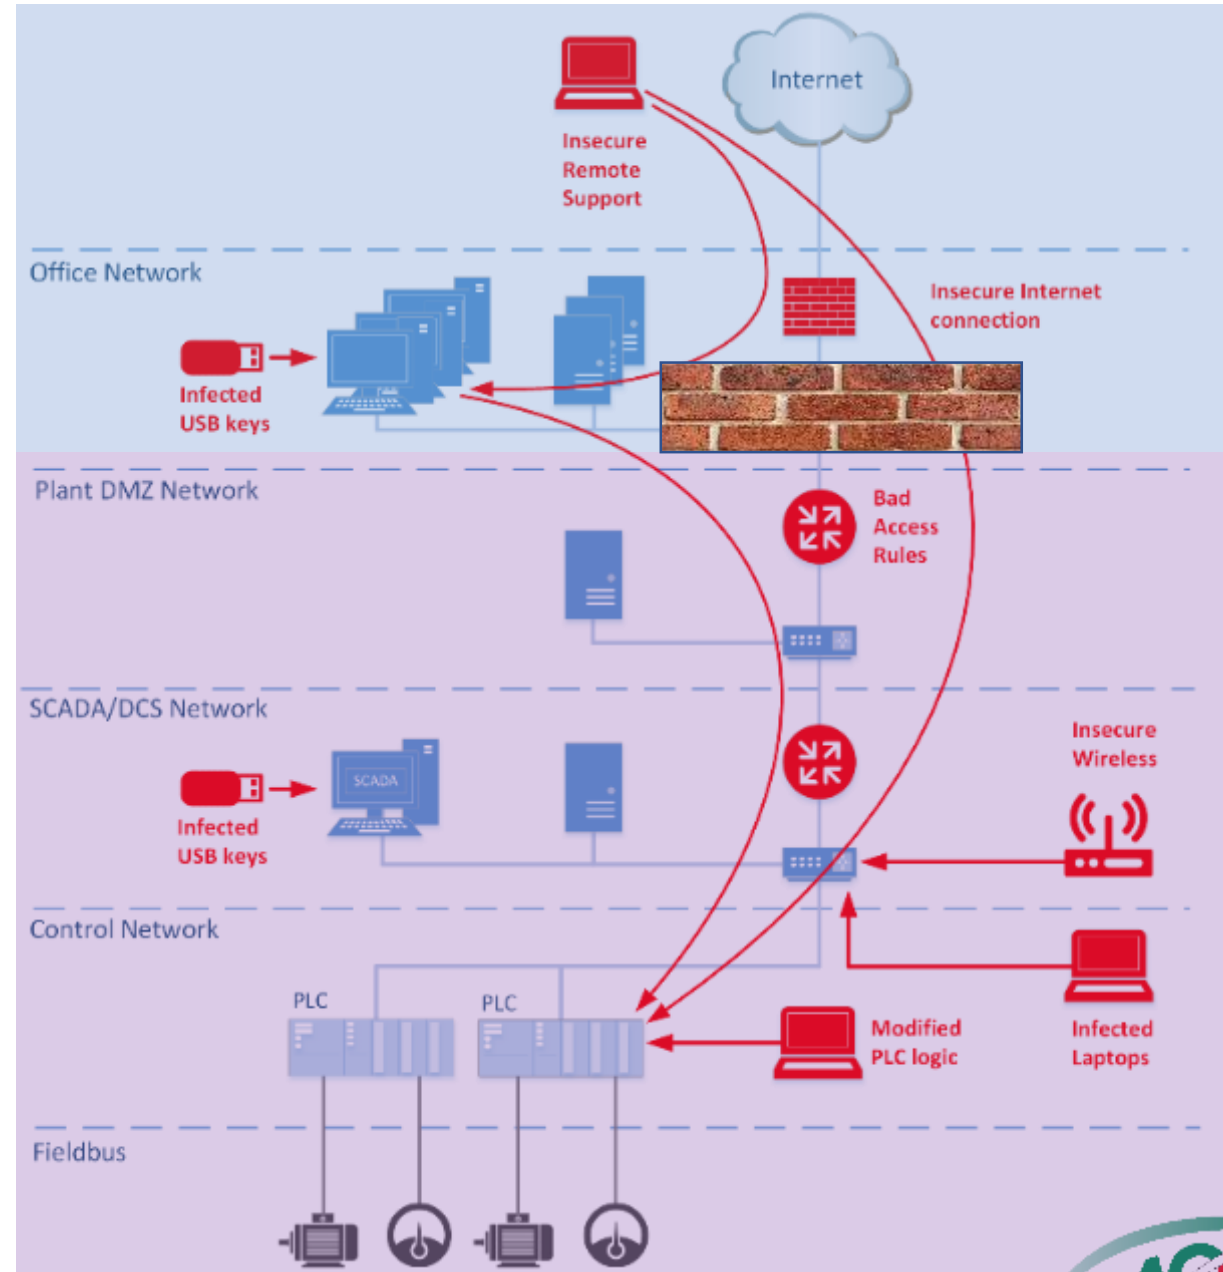 Internet
Insecure
Remote
Support
Office Network
Insecure Internet
connection
Infected
USB keys
Plant DMZ Network
Bad
Access
Rules
SCADA/DCS Network
Insecure
Wireless
SCADA
Infected
USB keys
Control Network
PLC
PLC
Modified
PLC logic
Infected
Laptops
Fieldbus